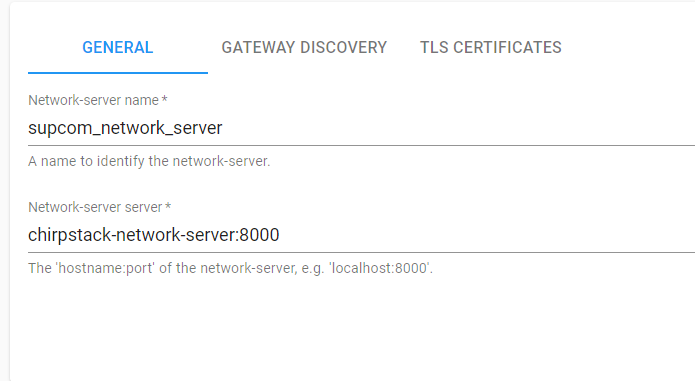 GENERAL GATEWAY DISCOVERY TLS CERTIFICATES
Network-server name *
supcom_network_server
A name to identify the network-server.
Network-server server *
chirpstack-network-server:8000
The 'hostname:port' of the network-server, e.g. 'localhost:8000'.